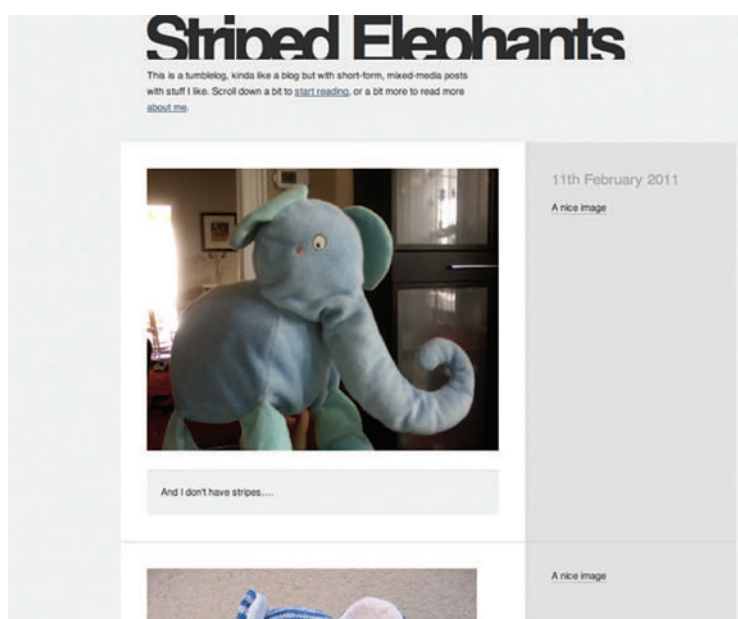 Striped Elephants
This is a tumblelog, kinda like a blog but with short-form, mixed-media posts
with stuff I like. Scroll down a bit to start reading, or a bit more to read more
about me.
11th February 2011
A nice image
And I don't have stripes....
A nice image